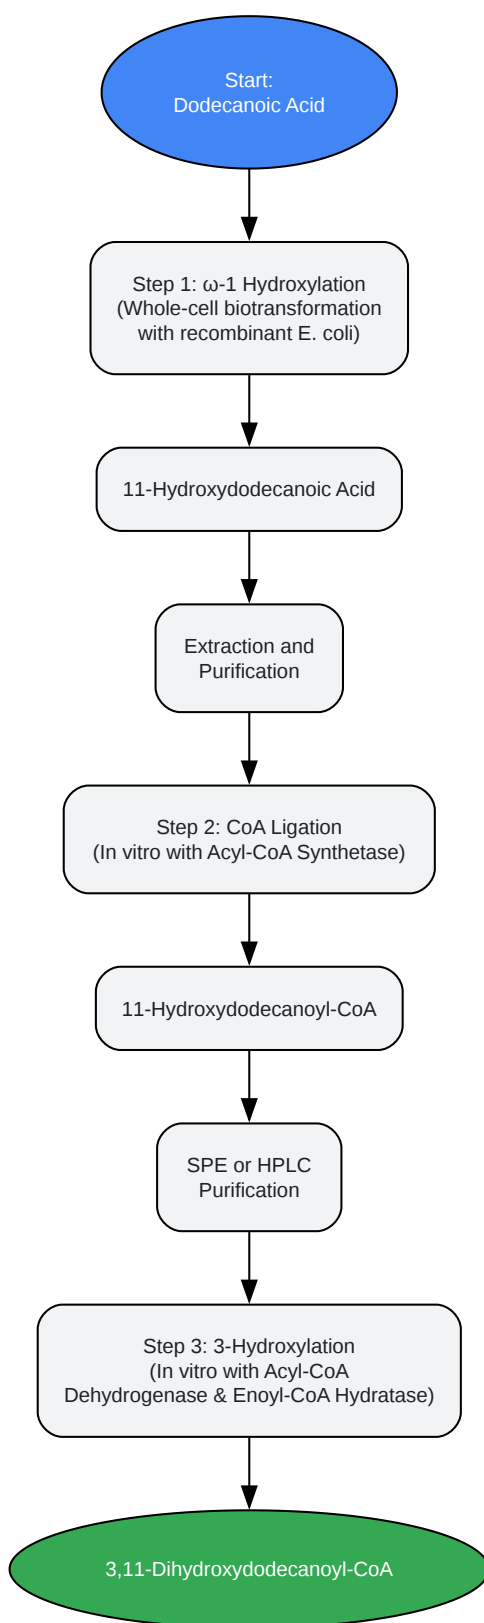 Start:
Dodecanoic Acid
Step 1: ω-1 Hydroxylation
(Whole-cell biotransformation
with recombinant E. coli)
11-Hydroxydodecanoic Acid
Extraction and
Purification
Step 2: CoA Ligation
(In vitro with Acyl-CoA Synthetase)
11-Hydroxydodecanoyl-CoA
SPE or HPLC
Purification
Step 3: 3-Hydroxylation
(In vitro with Acyl-CoA
Dehydrogenase & Enoyl-CoA Hydratase)
3,11-Dihydroxydodecanoyl-CoA